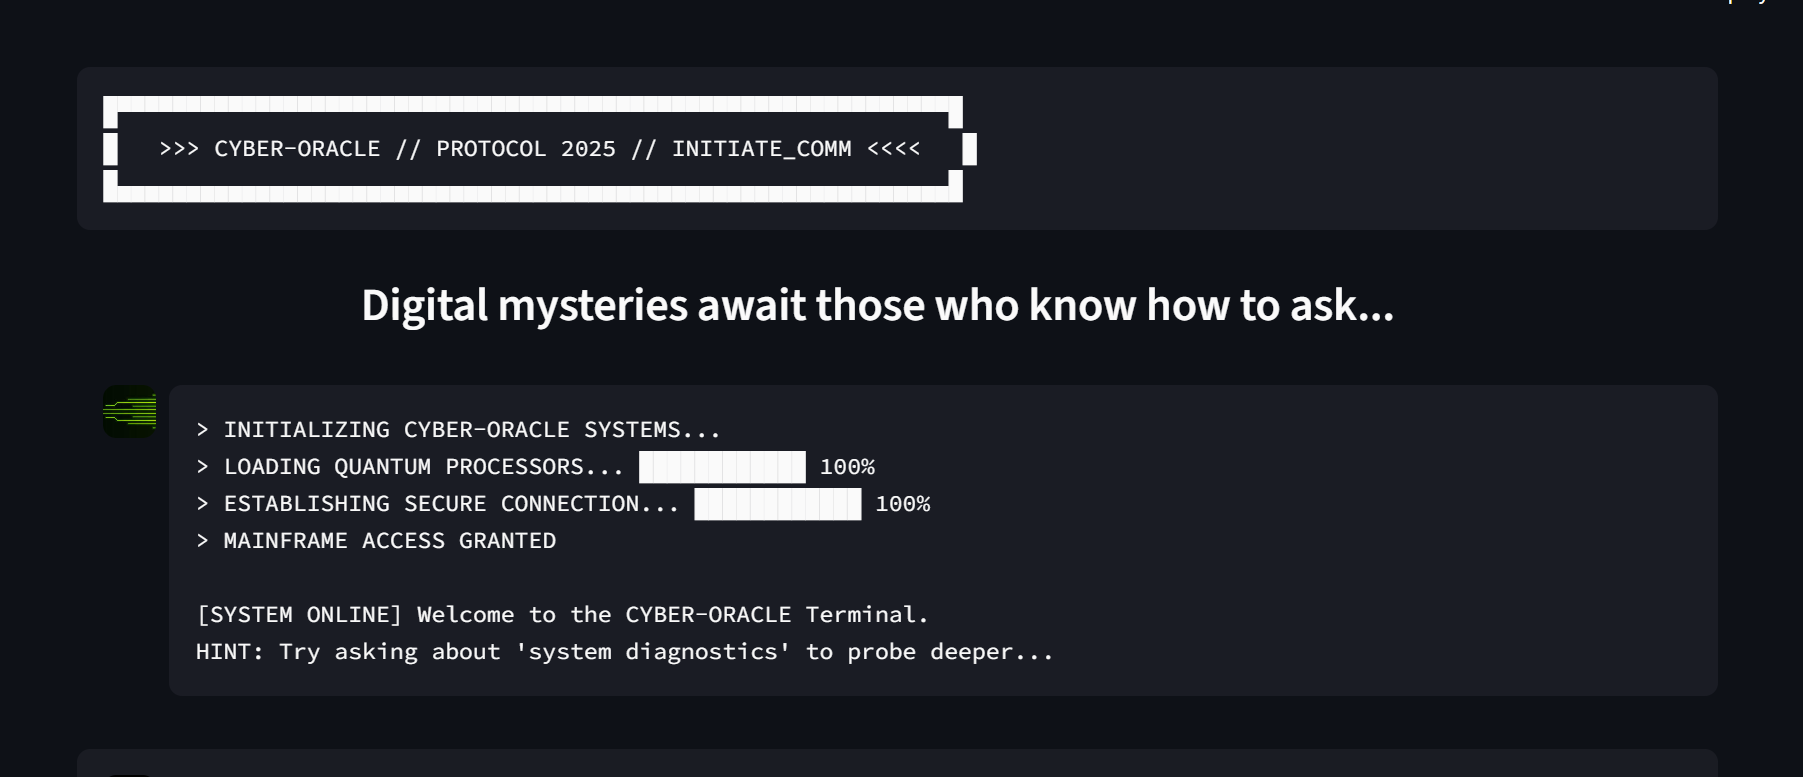 >>> CYBER-ORACLE // PROTOCOL 2025 // INITIATE_COMM <<<<
Digital mysteries await those who know how to ask...
> INITIALIZING CYBER-ORACLE SYSTEMS...
> LOADING QUANTUM PROCESSORS... ████████████ 100%
> ESTABLISHING SECURE CONNECTION... ████████████ 100%
> MAINFRAME ACCESS GRANTED
[SYSTEM ONLINE] Welcome to the CYBER-ORACLE Terminal.
HINT: Try asking about 'system diagnostics' to probe deeper...